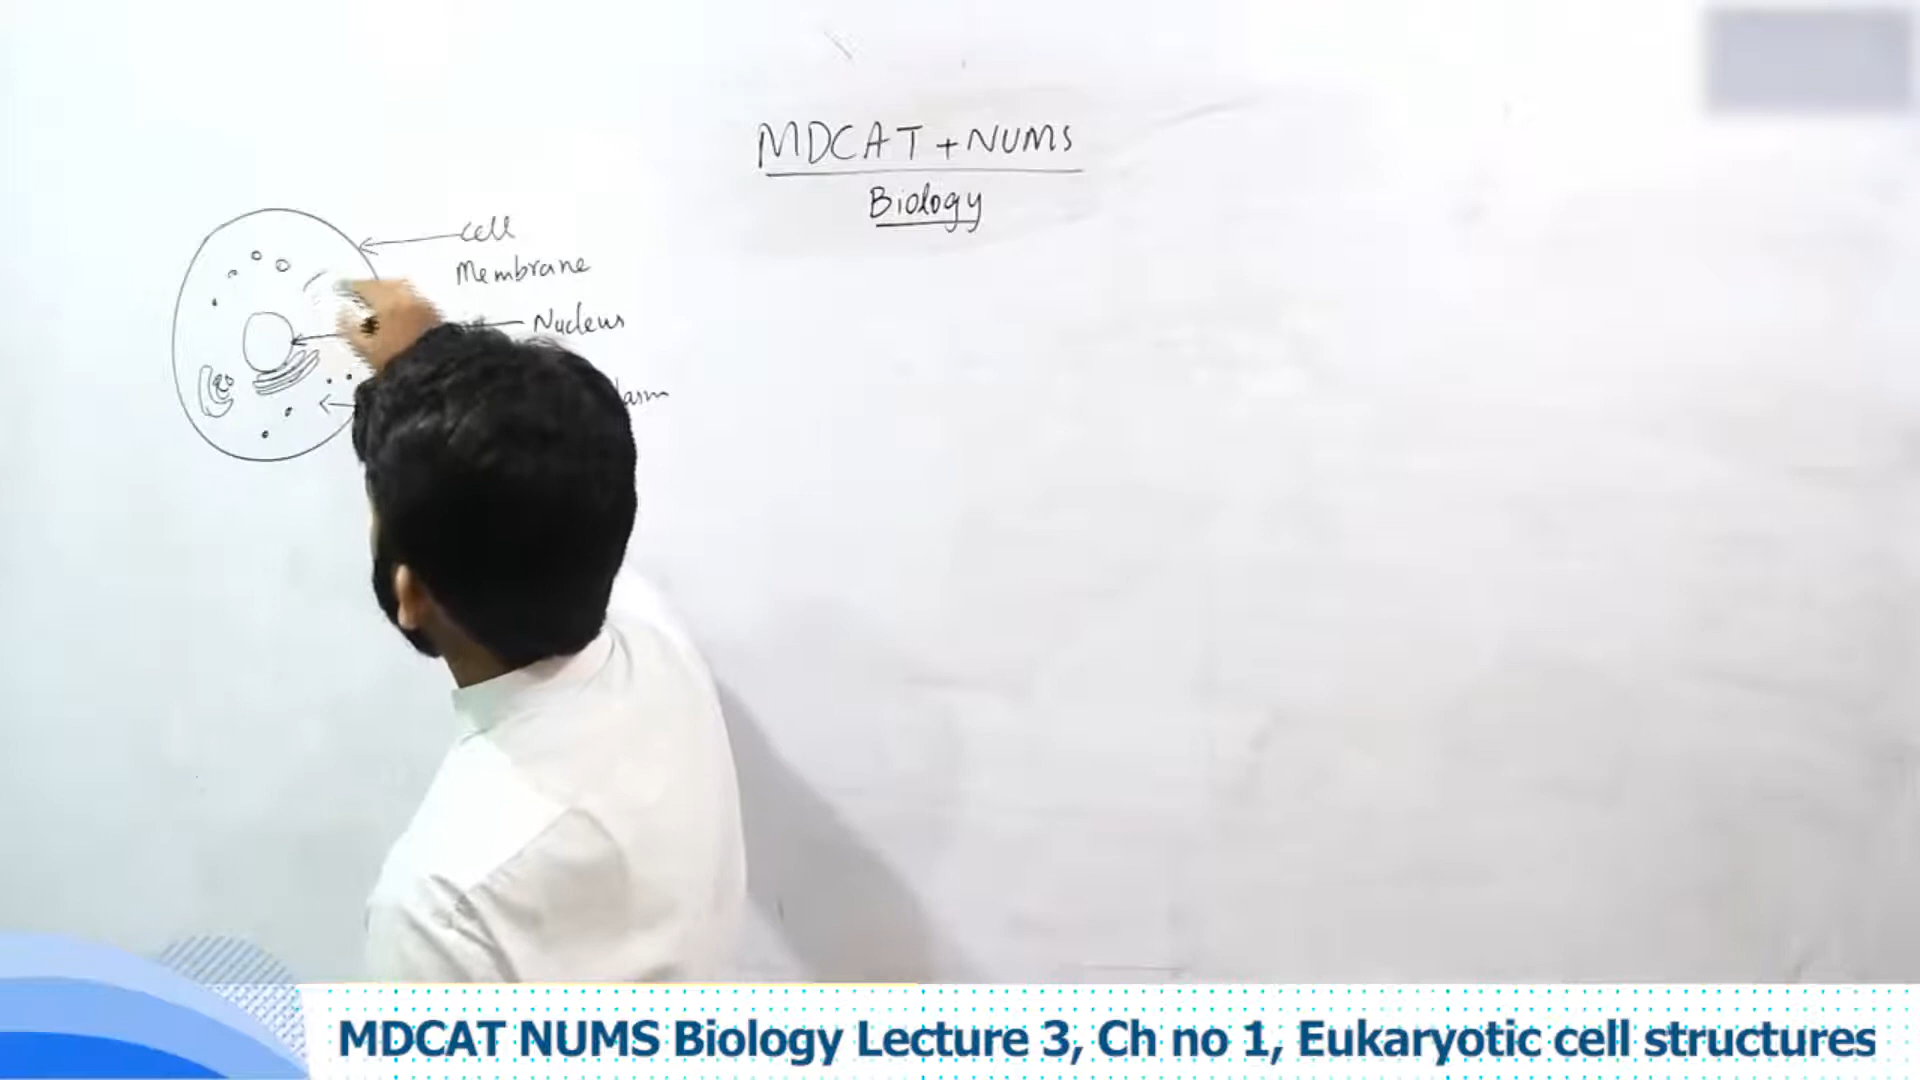 MDCAT + NUMS
Biology
Cell
Membrane
Nucleus
MDCAT NUMS Biology Lecture 3, Ch no 1, Eukaryotic cell structures